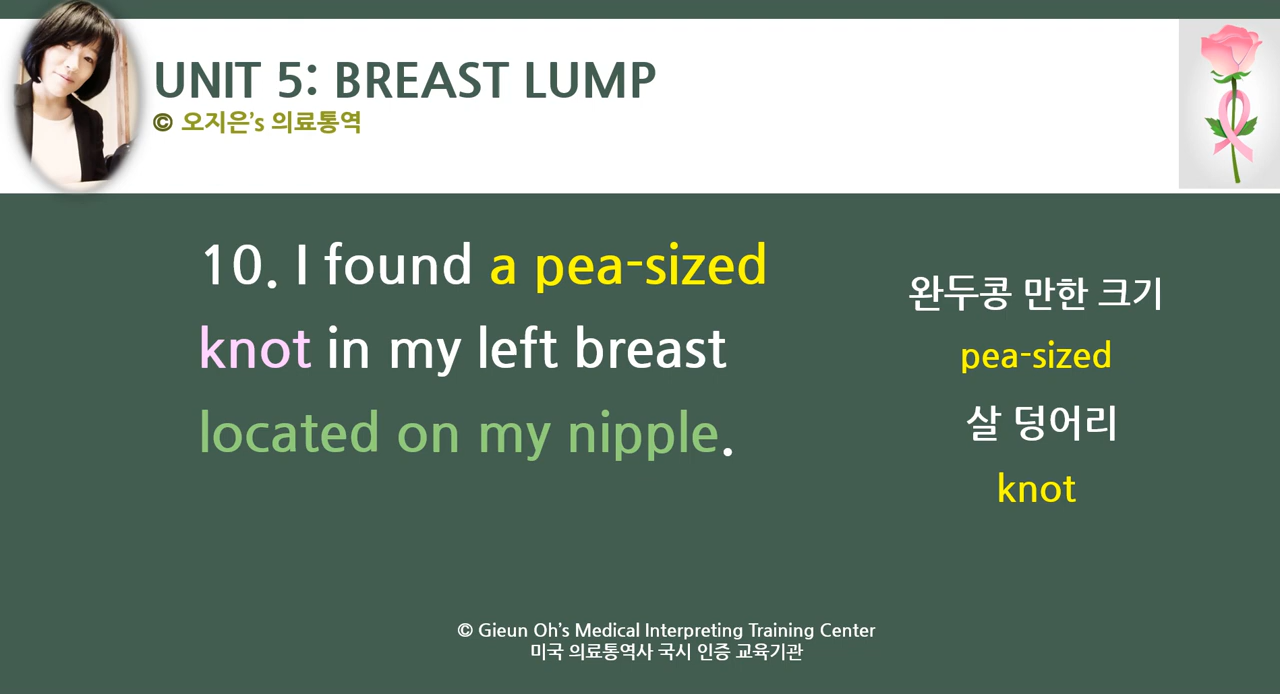 UNIT 5: BREAST LUMP
© 오지은's 의료통역
10. I found a pea-sized
knot in my left breast
located on my nipple.
완두콩 만한 크기
pea-sized
살 덩어리
knot
© Gieun Oh's Medical Interpreting Training Center
미국 의료통역사 국시 인증 교육기관